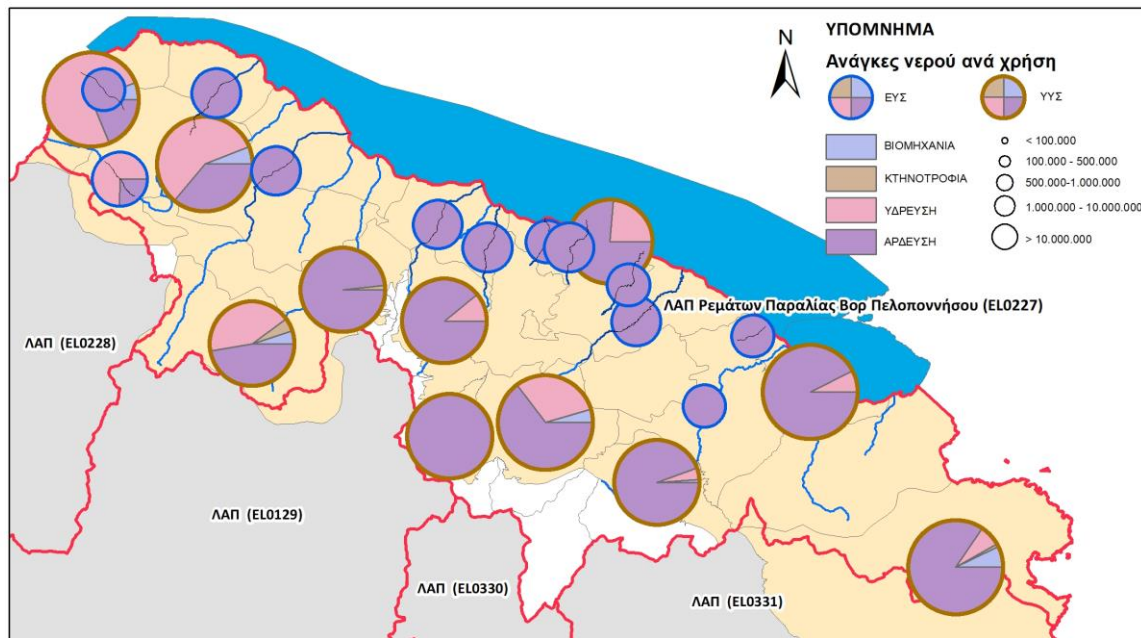 ΥΠΟΜΝΗΜΑ
Ανάγκες νερού ανά χρήση
N
ΕΥΣ
ΥΥΣ
ΒΙΟΜΗΧΑΝΙΑ
ΚΤΗΝΟΤΡΟΦΙΑ
ΥΔΡΕΥΣΗ
ΑΡΔΕΥΣΗ
< 100.000
100.000 - 500.000
500.000-1.000.000
1.000.000 - 10.000.000
> 10.000.000
ΛΑΠ Ρεμάτων Παραλίας Βορ Πελοποννήσου (EL0227)
ΛΑΠ (EL0228)
ΛΑΠ (EL0129)
ΛΑΠ (EL0330)
ΛΑΠ (EL0331)